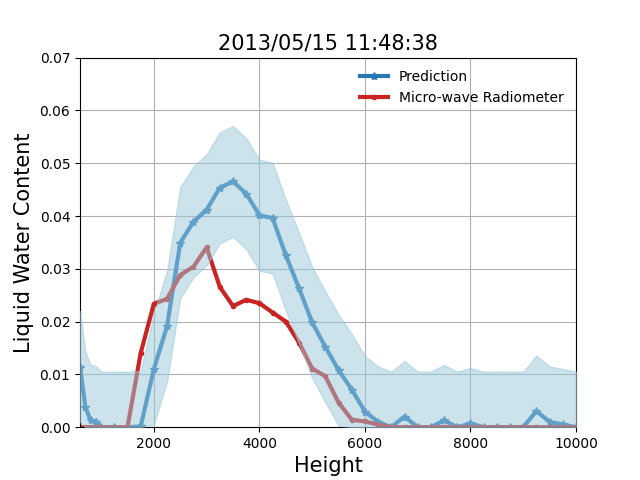 2013/05/15 11:48:38
0.07
0.06
0.05
0.04
0.03
0.02
0.01
0.00
Liquid Water Content
Prediction
Micro-wave Radiometer
2000 4000 6000 8000 10000
Height